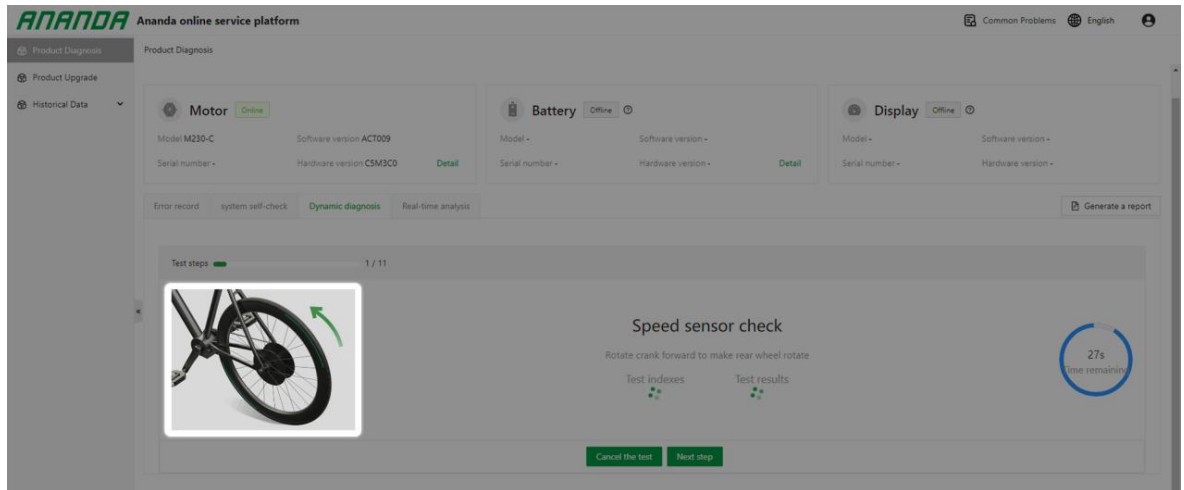 ANANDA Ananda online service platform
Common Problems English
Product Diagnosis
Product Upgrade
Historical Data
Product Diagnosis
Motor Online
Model M230-C Software version ACT009
Serial number - Hardware version C5M3C0 Detail
Battery Offline
Model - Software version -
Serial number - Hardware version - Detail
Display Offline
Model - Software version -
Serial number - Hardware version -
Error record system self-check Dynamic diagnosis Real-time analysis
Generate a report
Test steps 1 / 11
Speed sensor check
Rotate crank forward to make rear wheel rotate
Test indexes Test results
27s
Time remaining
Cancel the test Next step